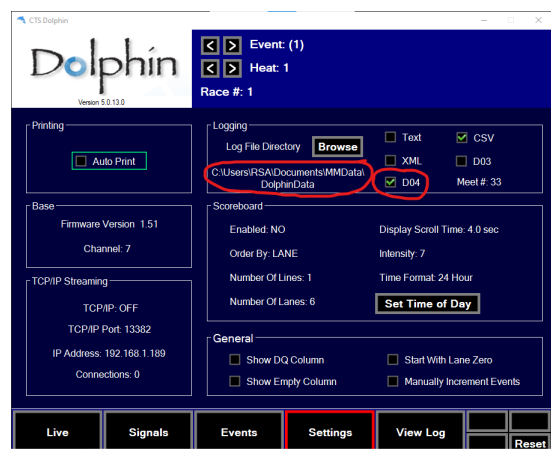 CTS Dolphin
Dolphin
Version 5.0.13.0
< > Event: (1)
< > Heat: 1
Race #: 1
Printing
Auto Print
Logging
Log File Directory Browse
C:\Users\RSA\Documents\MMData\
DolphinData
Text CSV
XML D03
D04 Meet #: 33
Base
Firmware Version 1.51
Channel: 7
TCP/IP Streaming
TCP/IP: OFF
TCP/IP Port: 13382
IP Address: 192.168.1.189
Connections: 0
Scoreboard
Enabled: NO Display Scroll Time: 4.0 sec
Order By: LANE Intensity: 7
Number Of Lines: 1 Time Format: 24 Hour
Number Of Lanes: 6 Set Time of Day
General
Show DQ Column Start With Lane Zero
Show Empty Column Manually Increment Events
Live Signals Events Settings View Log Reset